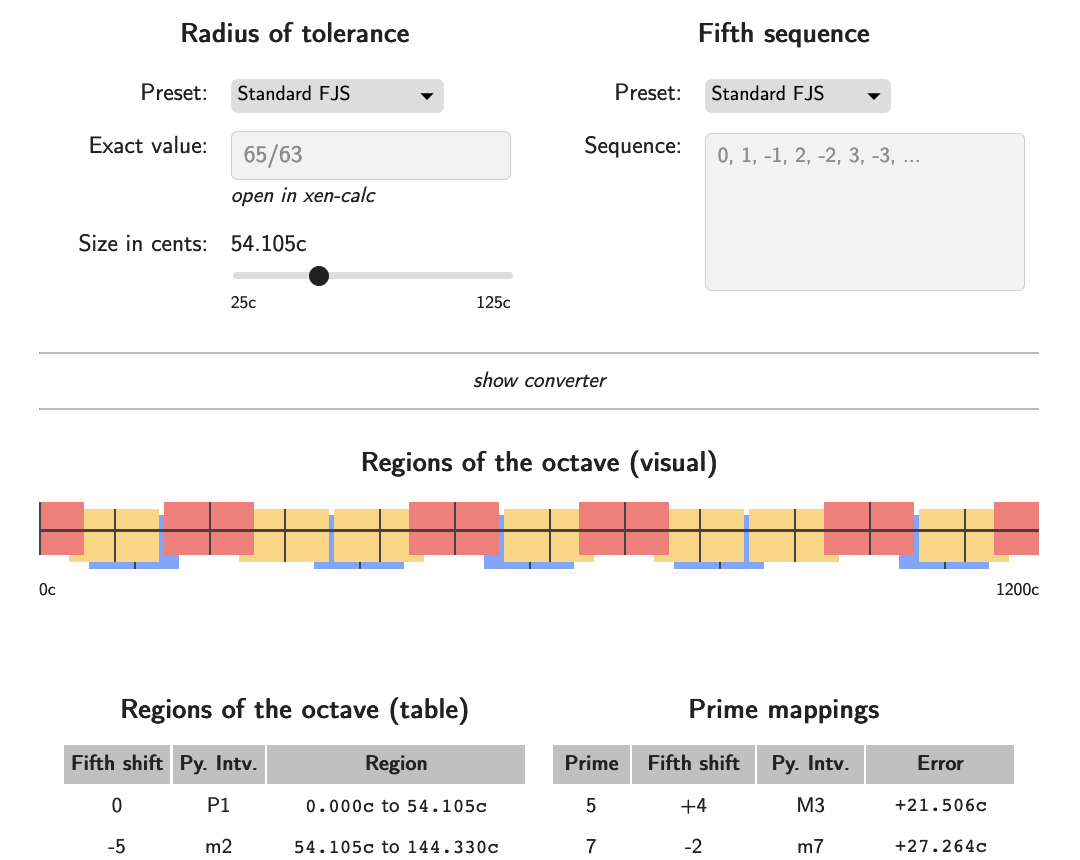 Radius of tolerance
Preset: Standard FJS
Exact value: 65/63
open in xen-calc
Size in cents: 54.105c
25c 125c
Fifth sequence
Preset: Standard FJS
Sequence: 0, 1, -1, 2, -2, 3, -3, ...
show converter
Regions of the octave (visual)
0c 1200c
Regions of the octave (table)
Fifth shift Py. Intv. Region
0 P1 0.000c to 54.105c
-5 m2 54.105c to 144.330c
Prime mappings
Prime Fifth shift Py. Intv. Error
5 +4 M3 +21.506c
7 -2 m7 +27.264c